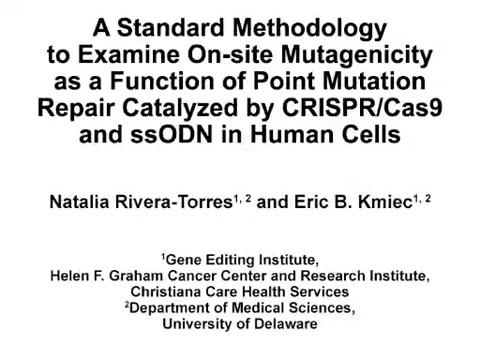 A Standard Methodology
to Examine On-site Mutagenicity
as a Function of Point Mutation
Repair Catalyzed by CRISPR/Cas9
and ssODN in Human Cells
Natalia Rivera-Torres¹, ² and Eric B. Kmiec¹, ²
¹Gene Editing Institute,
Helen F. Graham Cancer Center and Research Institute,
Christiana Care Health Services
²Department of Medical Sciences,
University of Delaware